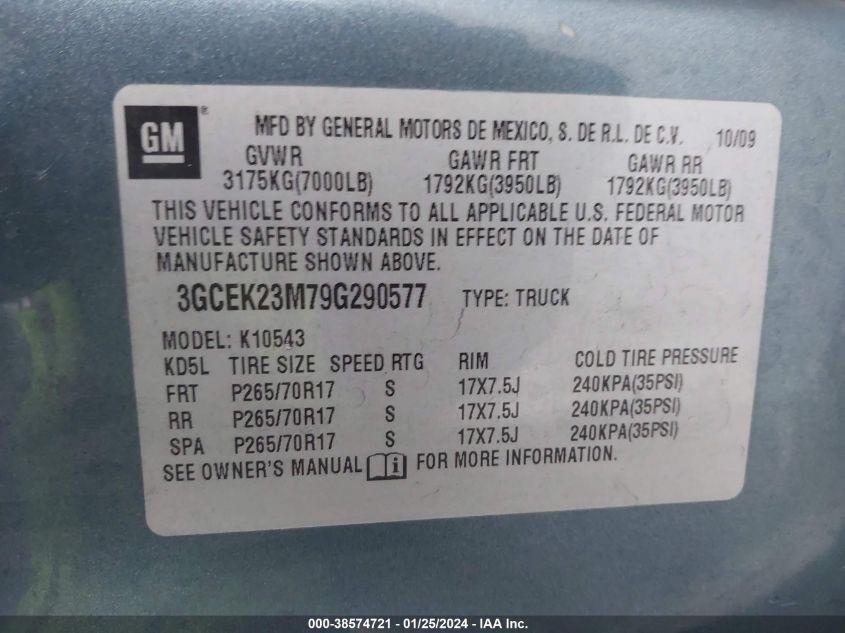 GM ® MFD BY GENERAL MOTORS DE MEXICO, S. DE R.L. DE C.V. 10/09
GVWR GAWR FRT GAWR RR
3175KG(7000LB) 1792KG(3950LB) 1792KG(3950LB)
THIS VEHICLE CONFORMS TO ALL APPLICABLE U.S. FEDERAL MOTOR
VEHICLE SAFETY STANDARDS IN EFFECT ON THE DATE OF
MANUFACTURE SHOWN ABOVE.
3GCEK23M79G290577 TYPE: TRUCK
MODEL: K10543
KD5L TIRE SIZE SPEED RTG RIM COLD TIRE PRESSURE
FRT P265/70R17 S 17X7.5J 240KPA(35PSI)
RR P265/70R17 S 17X7.5J 240KPA(35PSI)
SPA P265/70R17 S 17X7.5J 240KPA(35PSI)
SEE OWNER'S MANUAL i FOR MORE INFORMATION.
000-38574721 - 01/25/2024 - IAA Inc.